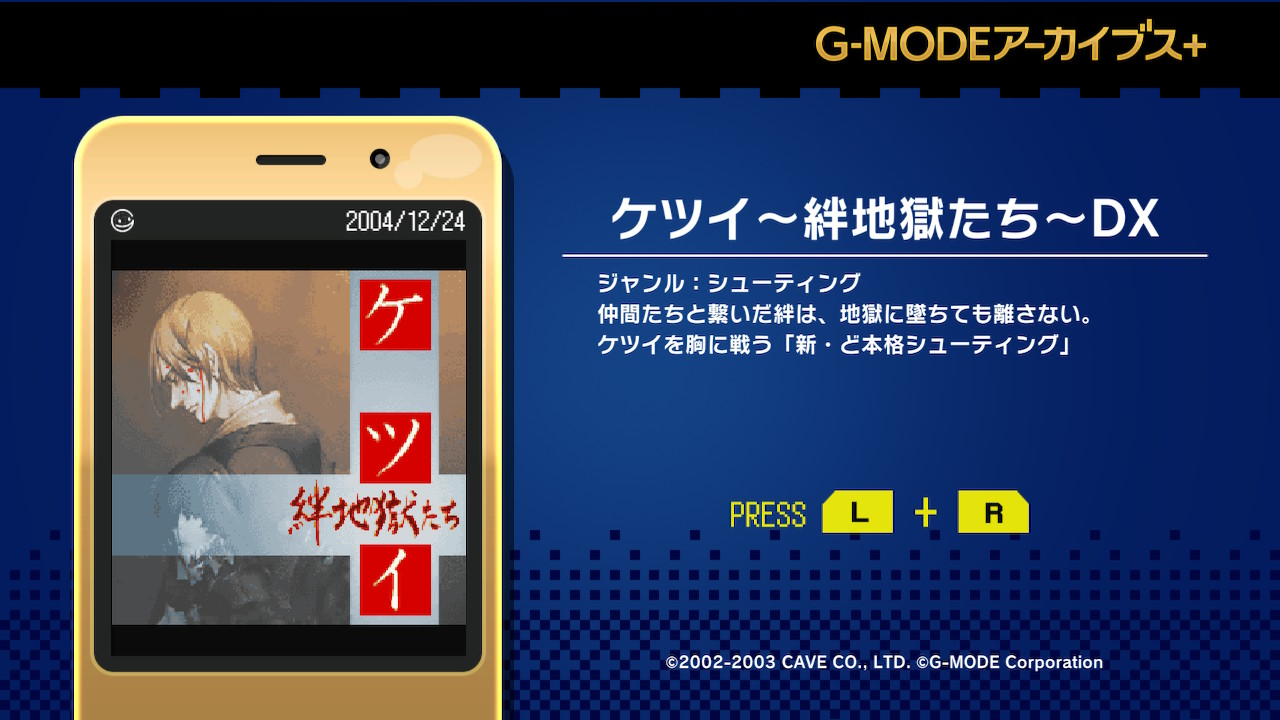 G-MODEアーカイブス+
2004/12/24
ケ
ツ
絆地獄たち
イ
ケツイ～絆地獄たち～DX
ジャンル：シューティング
仲間たちと繋いだ絆は、地獄に墜ちても離さない。
ケツイを胸に戦う「新・ど本格シューティング」
PRESS L + R
©2002-2003 CAVE CO., LTD. ©G-MODE Corporation